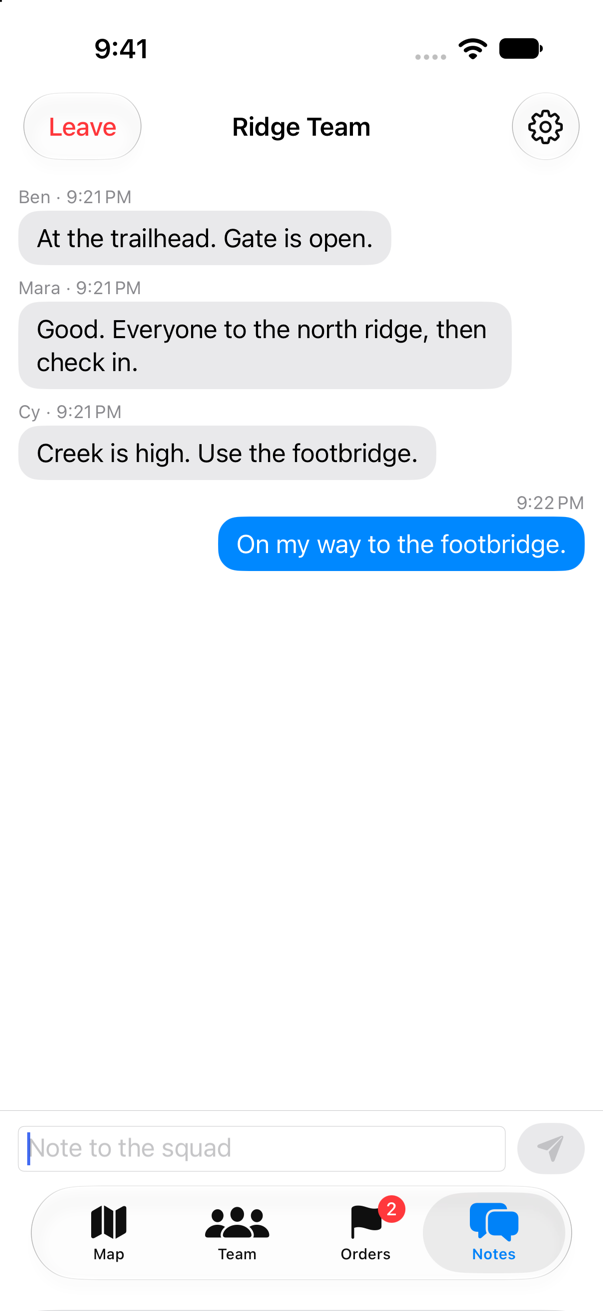 9:41
Leave
Ridge Team
Ben · 9:21 PM
At the trailhead. Gate is open.
Mara · 9:21 PM
Good. Everyone to the north ridge, then
check in.
Cy · 9:21 PM
Creek is high. Use the footbridge.
9:22 PM
On my way to the footbridge.
Note to the squad
2
Map
Team
Orders
Notes